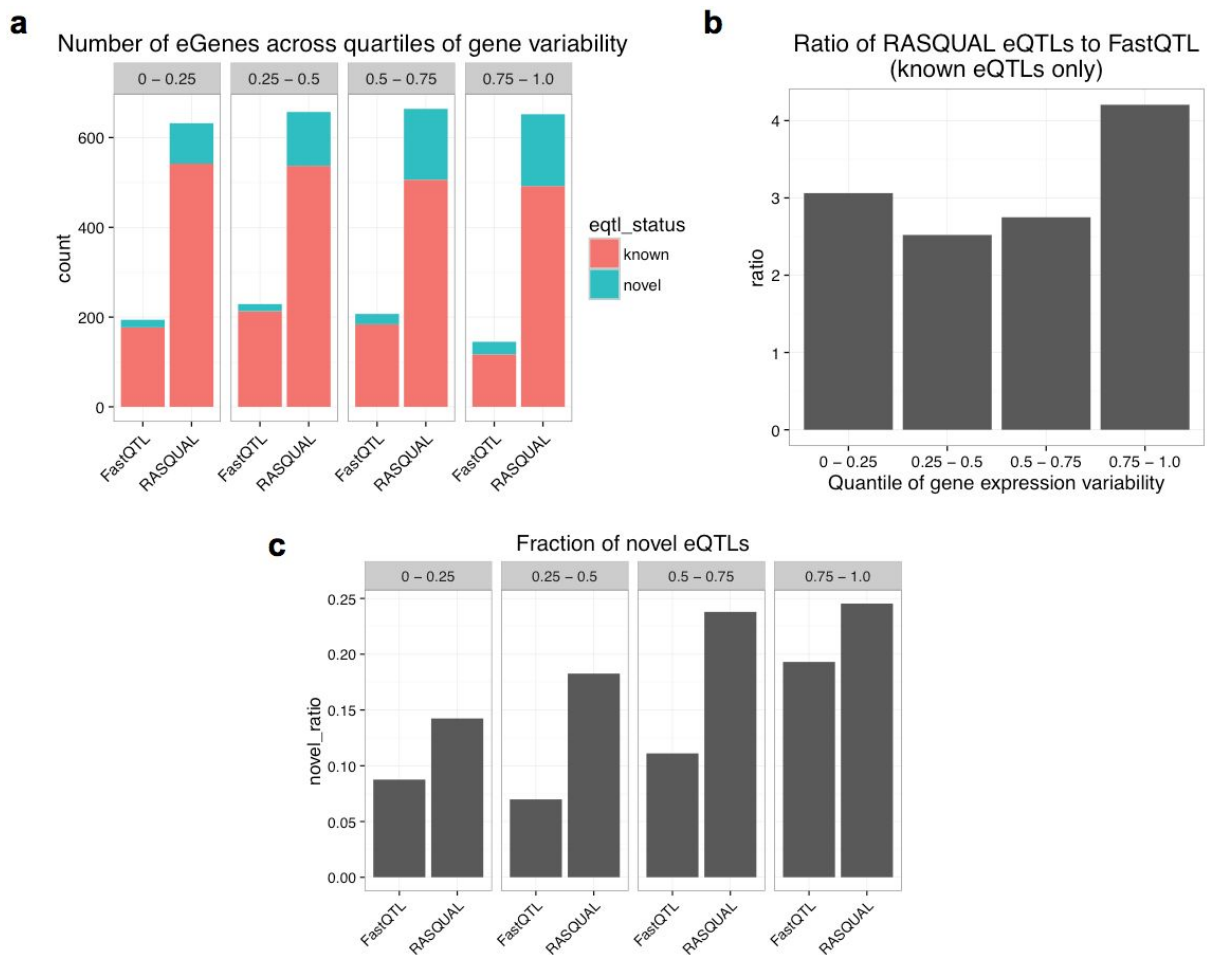 a
Number of eGenes across quartiles of gene variability
0 – 0.25
0.25 – 0.5
0.5 – 0.75
0.75 – 1.0
600
400
200
0
count
FastQTL
RASQUAL
FastQTL
RASQUAL
FastQTL
RASQUAL
FastQTL
RASQUAL
eqtl_status
known
novel
b
Ratio of RASQUAL eQTLs to FastQTL
(known eQTLs only)
4
3
2
1
0
ratio
0 – 0.25
0.25 – 0.5
0.5 – 0.75
0.75 – 1.0
Quantile of gene expression variability
c
Fraction of novel eQTLs
0 – 0.25
0.25 – 0.5
0.5 – 0.75
0.75 – 1.0
0.25
0.20
0.15
0.10
0.05
0.00
novel_ratio
FastQTL
RASQUAL
FastQTL
RASQUAL
FastQTL
RASQUAL
FastQTL
RASQUAL